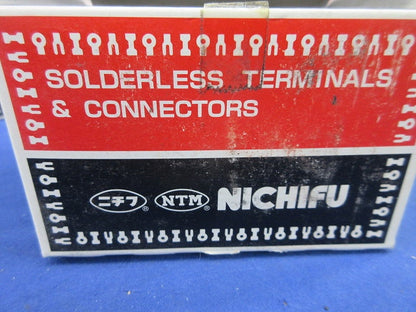 SOLDERLESS TERMINALS
& CONNECTORS
ニチフ® NTM® NICHIFU